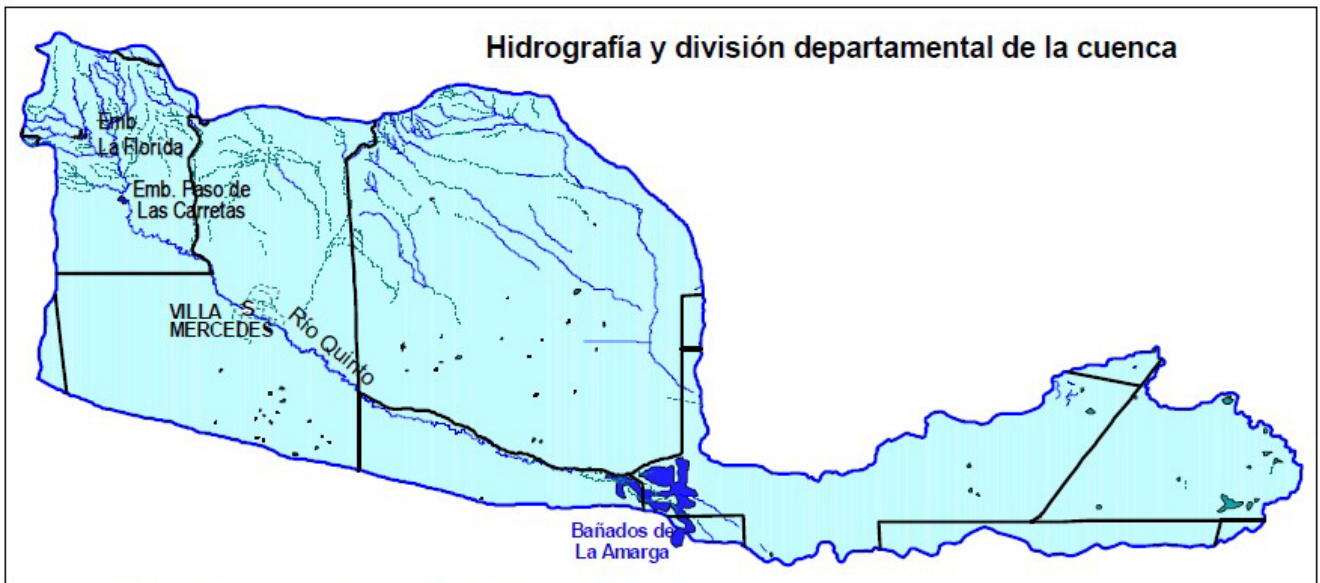 Hidrografía y división departamental de la cuenca
Emb.
La Florida
Emb. Paso de
Las Carretas
VILLA S
MERCEDES
Río Quinto
Bañados de
La Amarga